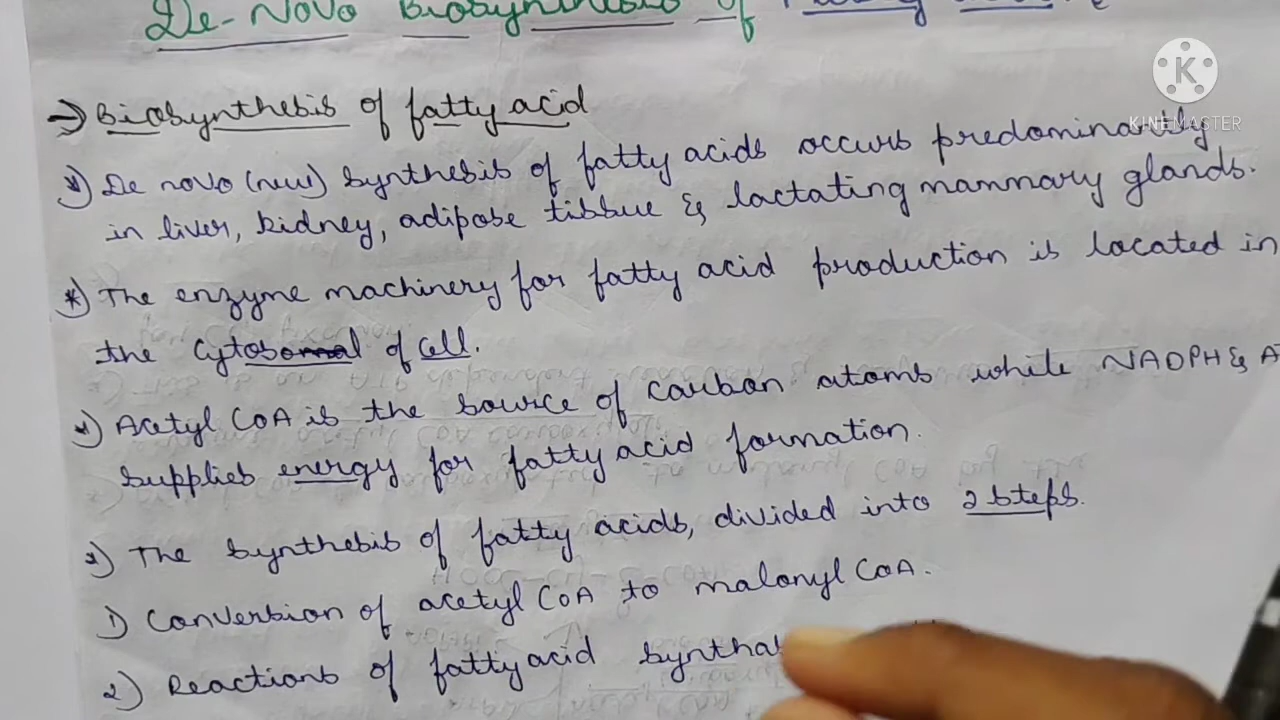 De-Novo Biosynthesis of
K
KINEMASTER
→ Biosynthesis of fatty acid
*) De novo (new) synthesis of fatty acids occurs predominantly
in liver, kidney, adipose tissue & lactating mammary glands.
*) The enzyme machinery for fatty acid production is located in
the cytosomal of cell.
*) Acetyl CoA is the source of carbon atoms while NADPH & A
supplies energy for fatty acid formation.
*) The synthesis of fatty acids, divided into 2 steps.
1) Conversion of acetyl CoA to malonyl CoA.
2) Reactions of fatty acid